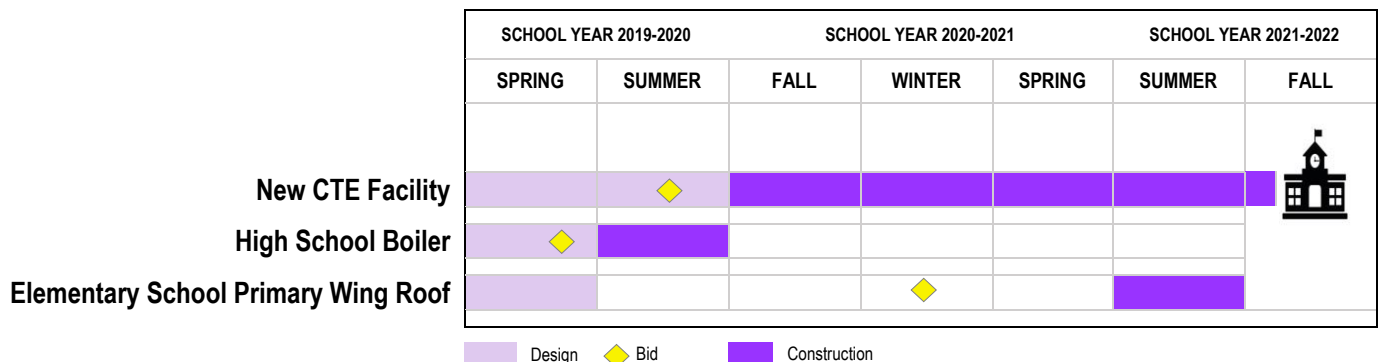 SCHOOL YEAR 2019-2020 SCHOOL YEAR 2020-2021 SCHOOL YEAR 2021-2022
SPRING SUMMER FALL WINTER SPRING SUMMER FALL
New CTE Facility
High School Boiler
Elementary School Primary Wing Roof
Design Bid Construction